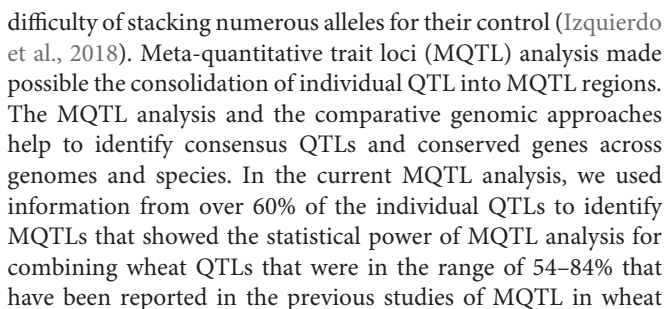 difficulty of stacking numerous alleles for their control (Izquierdo
et al., 2018). Meta-quantitative trait loci (MQTL) analysis made
possible the consolidation of individual QTL into MQTL regions.
The MQTL analysis and the comparative genomic approaches
help to identify consensus QTLs and conserved genes across
genomes and species. In the current MQTL analysis, we used
information from over 60% of the individual QTLs to identify
MQTLs that showed the statistical power of MQTL analysis for
combining wheat QTLs that were in the range of 54–84% that
have been reported in the previous studies of MQTL in wheat